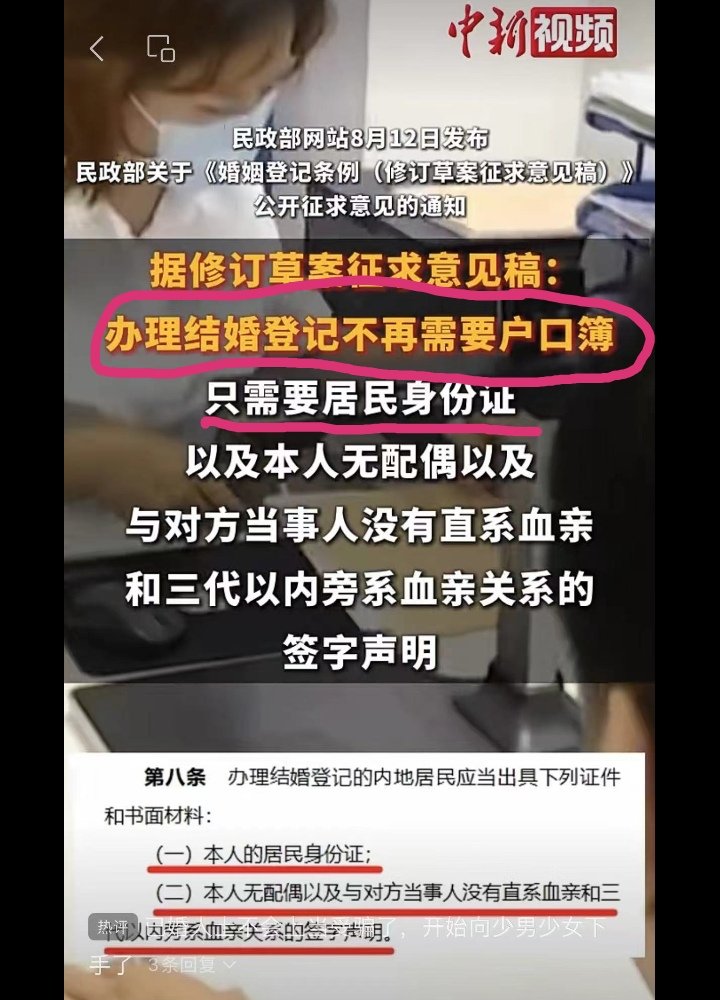 中新视频
民政部网站8月12日发布
民政部关于《婚姻登记条例（修订草案征求意见稿）》
公开征求意见的通知
据修订草案征求意见稿：
办理结婚登记不再需要户口簿
只需要居民身份证
以及本人无配偶以及
与对方当事人没有直系血亲
和三代以内旁系血亲关系的
签字声明
第八条 办理结婚登记的内地居民应当出具下列证件
和书面材料：
（一）本人的居民身份证；
（二）本人无配偶以及与对方当事人没有直系血亲和三
代以内旁系血亲关系的签字声明。
热评 已婚人士不会上当受骗了，开始向少男少女下
手了 3条回复